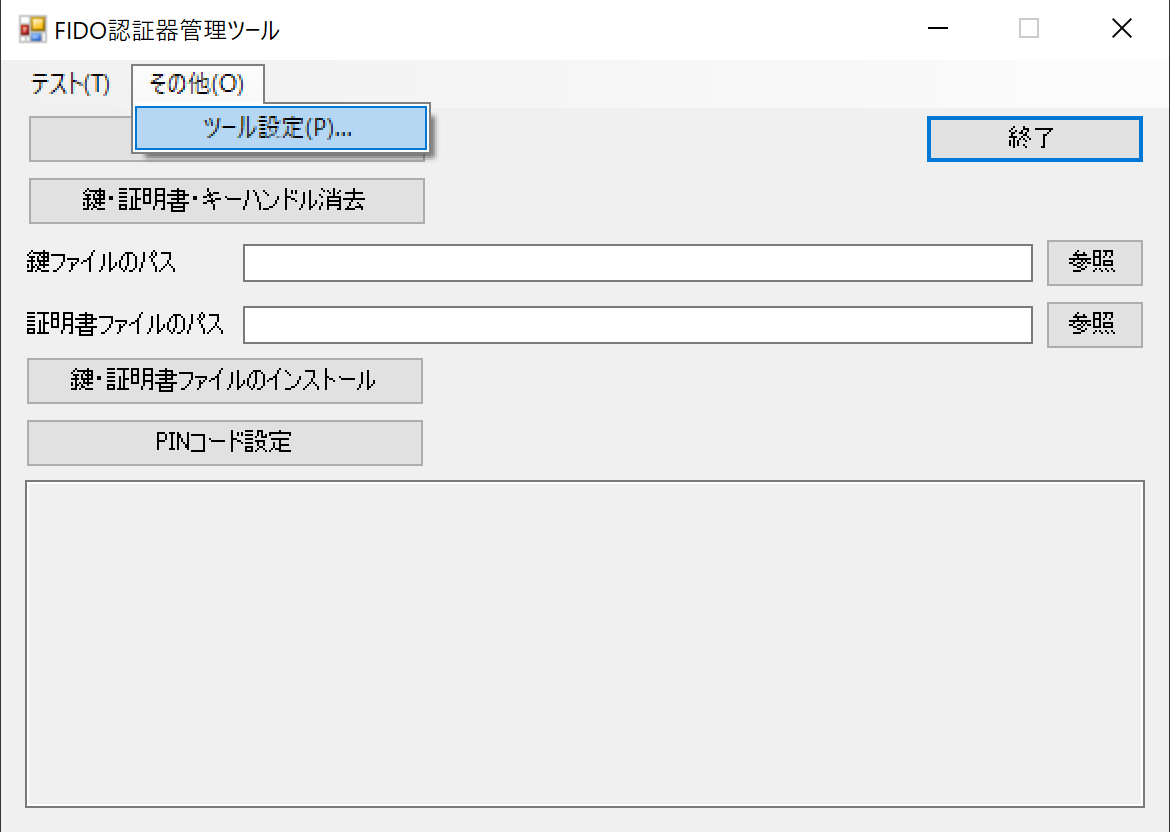 FIDO認証器管理ツール
テスト(T) その他(O)
ツール設定(P)...
終了
鍵・証明書・キーハンドル消去
鍵ファイルのパス
参照
証明書ファイルのパス
参照
鍵・証明書ファイルのインストール
PINコード設定